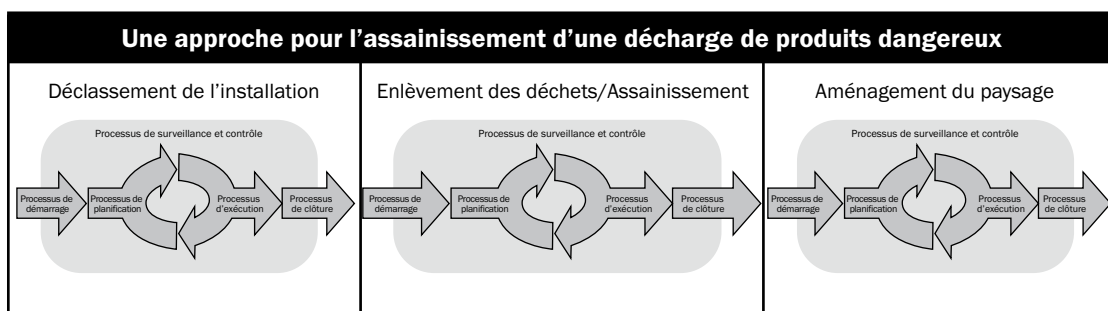 Une approche pour l'assainissement d'une décharge de produits dangereux
Déclassement de l'installation
Processus de surveillance et contrôle
Processus de
démarrage
Processus de
planification
Processus
d'exécution
Processus
de clôture
Enlèvement des déchets/Assainissement
Processus de surveillance et contrôle
Processus de
démarrage
Processus de
planification
Processus
d'exécution
Processus
de clôture
Aménagement du paysage
Processus de surveillance et contrôle
Processus de
démarrage
Processus de
planification
Processus
d'exécution
Processus
de clôture